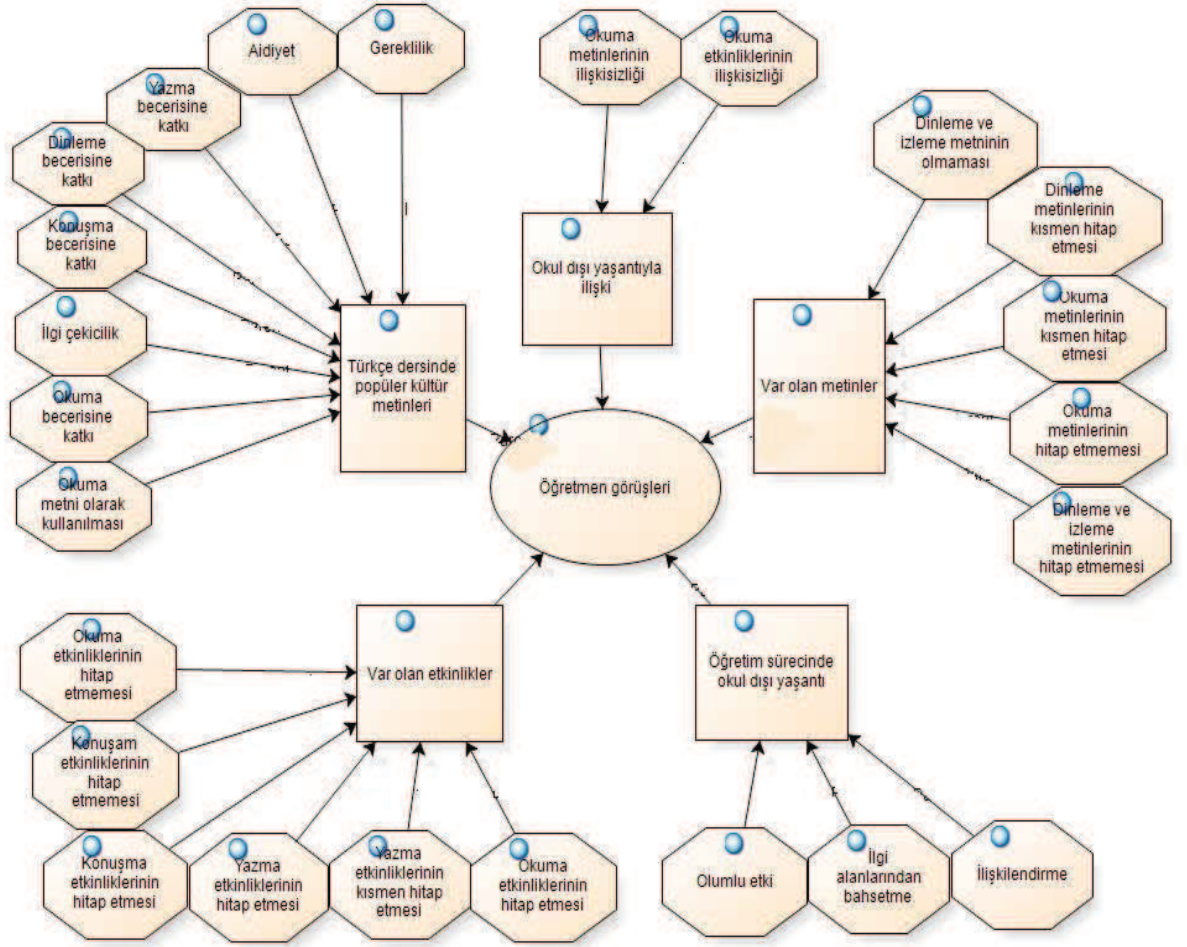 Aidiyet
Gereklilik
Yazma
becerisine
katkı
Dinleme
becerisine
katkı
Konuşma
becerisine
katkı
İlgi çekicilik
Okuma
becerisine
katkı
Okuma
metni olarak
kullanılması
Türkçe dersinde
popüler kültür
metinleri
Okuma
metinlerinin
ilişkisizliği
Okuma
etkinliklerinin
ilişkisizliği
Okul dışı yaşantıyla
ilişki
Dinleme ve
izleme metninin
olmaması
Dinleme
metinlerinin
kısmen hitap
etmesi
Okuma
metinlerinin
kısmen hitap
etmesi
Okuma
metinlerinin
hitap etmemesi
Dinleme ve
izleme
metinlerinin
hitap etmemesi
Var olan metinler
Öğretmen görüşleri
Var olan etkinlikler
Okuma
etkinliklerinin
hitap
etmemesi
Konuşam
etkinliklerinin
hitap
etmemesi
Konuşma
etkinliklerinin
hitap etmesi
Yazma
etkinliklerinin
hitap etmesi
Yazma
etkinliklerinin
kısmen hitap
etmesi
Okuma
etkinliklerinin
hitap etmesi
Öğretim sürecinde
okul dışı yaşantı
Olumlu etki
İlgi
alanlarından
bahsetme
İlişkilendirme